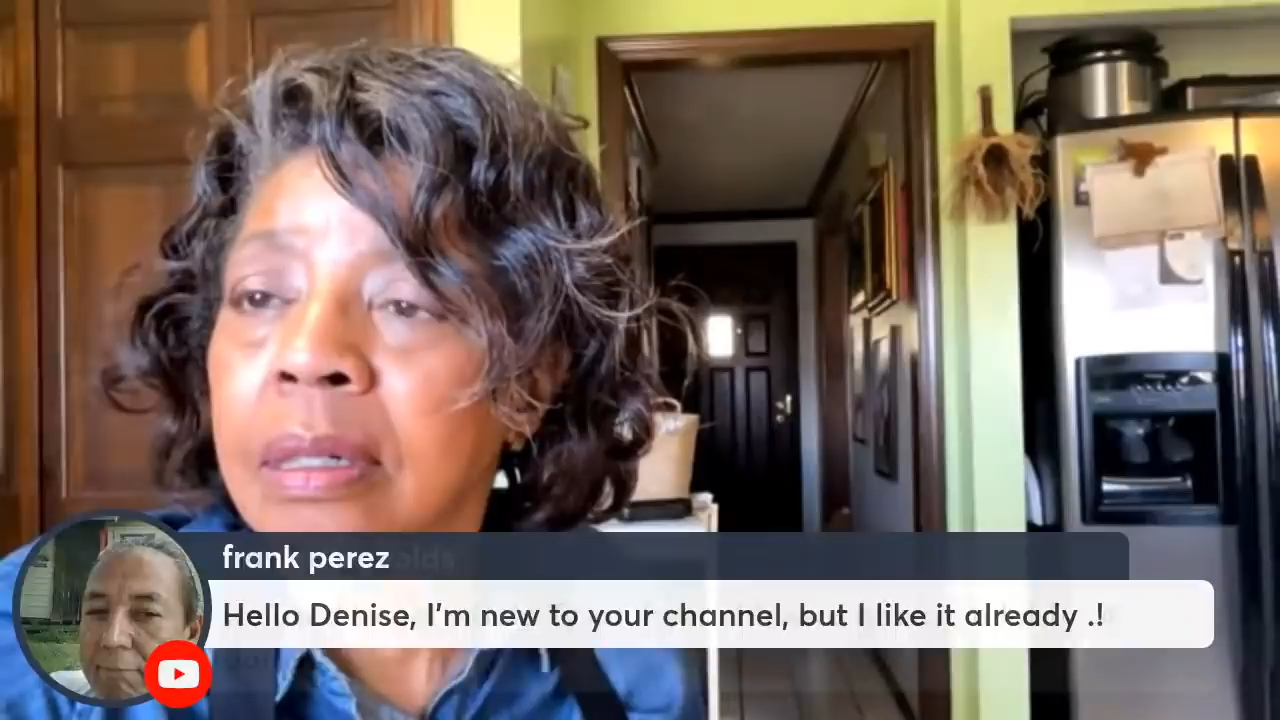 frank perez
Hello Denise, I'm new to your channel, but I like it already .!